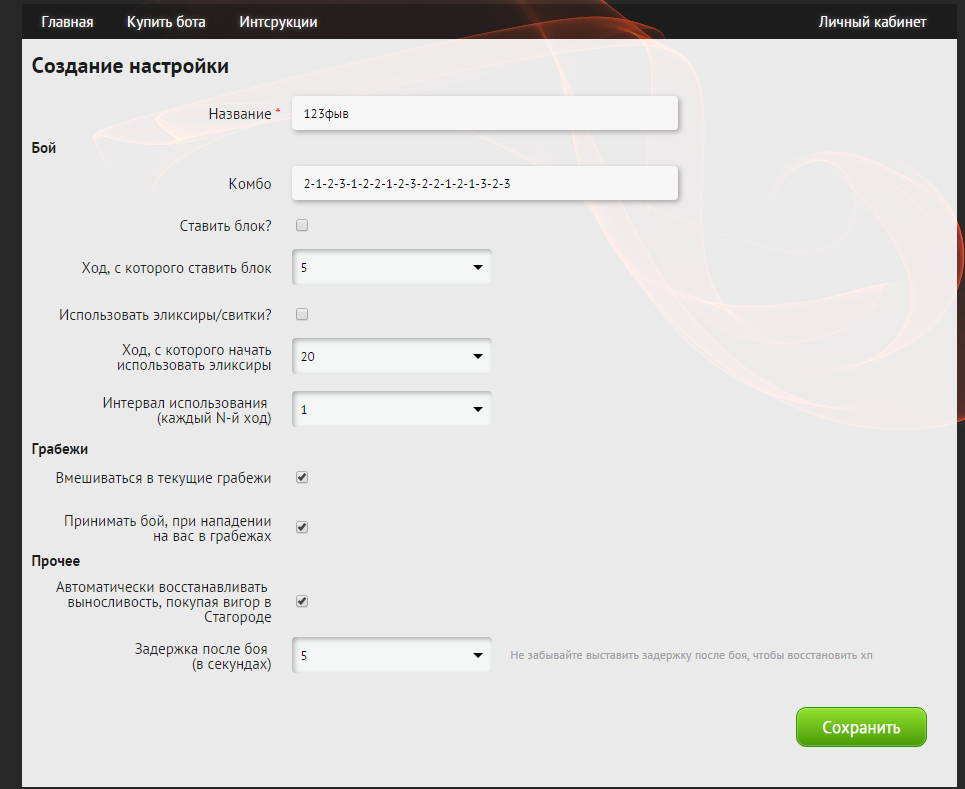 Главная Купить бота Интсрукции Личный кабинет
Создание настройки
Название * 123фыв
Бой
Комбо 2-1-2-3-1-2-2-1-2-3-2-2-1-2-1-3-2-3
Ставить блок?
Ход, с которого ставить блок 5
Использовать эликсиры/свитки?
Ход, с которого начать
использовать эликсиры 20
Интервал использования
(каждый N-й ход) 1
Грабежи
Вмешиваться в текущие грабежи
Принимать бой, при нападении
на вас в грабежах
Прочее
Автоматически восстанавливать
выносливость, покупая вигор в
Стагороде
Задержка после боя
(в секундах) 5 Не забывайте выставить задержку после боя, чтобы восстановить хп
Сохранить